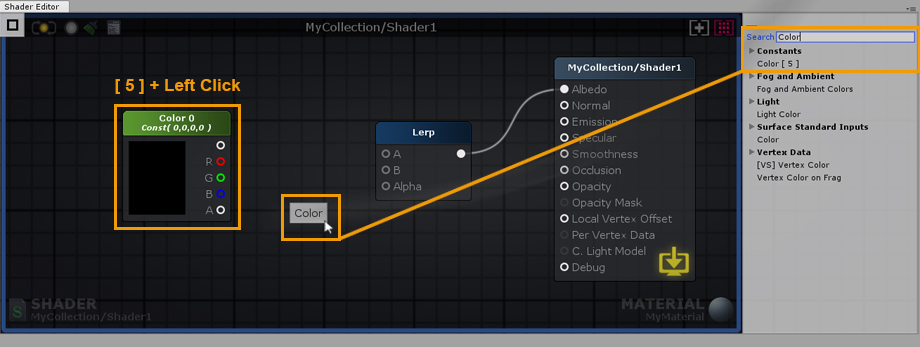 Shader Editor
MyCollection/Shader1
Search Color
Constants
Color [ 5 ]
Fog and Ambient
Fog and Ambient Colors
Light
Light Color
Surface Standard Inputs
Color
Vertex Data
[VS] Vertex Color
Vertex Color on Frag
[ 5 ] + Left Click
Color 0
Const( 0,0,0,0 )
R
G
B
A
Color
Lerp
A
B
Alpha
MyCollection/Shader1
Albedo
Normal
Emission
Specular
Smoothness
Occlusion
Opacity
Opacity Mask
Local Vertex Offset
Per Vertex Data
C. Light Model
Debug
S SHADER
MyCollection/Shader1
MATERIAL
MyMaterial